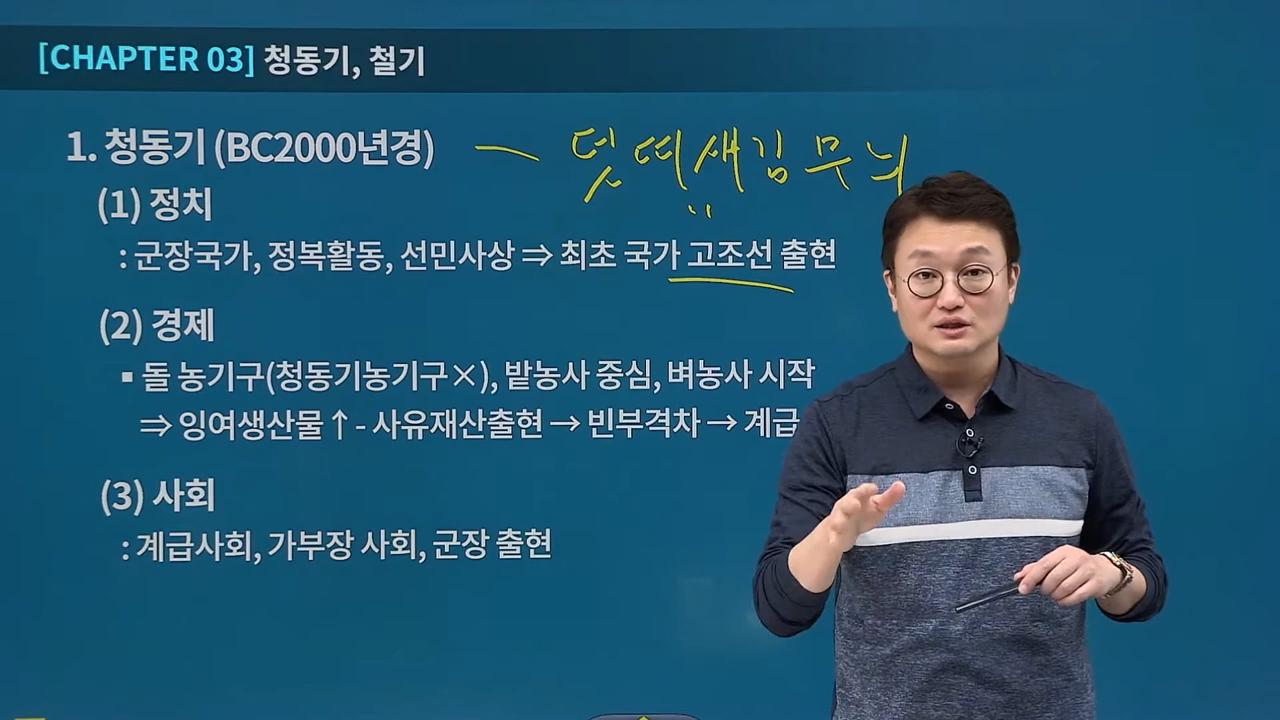 [CHAPTER 03] 청동기, 철기
1. 청동기 (BC2000년경) - 덧띠새김무늬
(1) 정치
: 군장국가, 정복활동, 선민사상 ⇒ 최초 국가 고조선 출현
(2) 경제
▪ 돌 농기구(청동기농기구×), 밭농사 중심, 벼농사 시작
⇒ 잉여생산물↑ - 사유재산출현 → 빈부격차 → 계급
(3) 사회
: 계급사회, 가부장 사회, 군장 출현